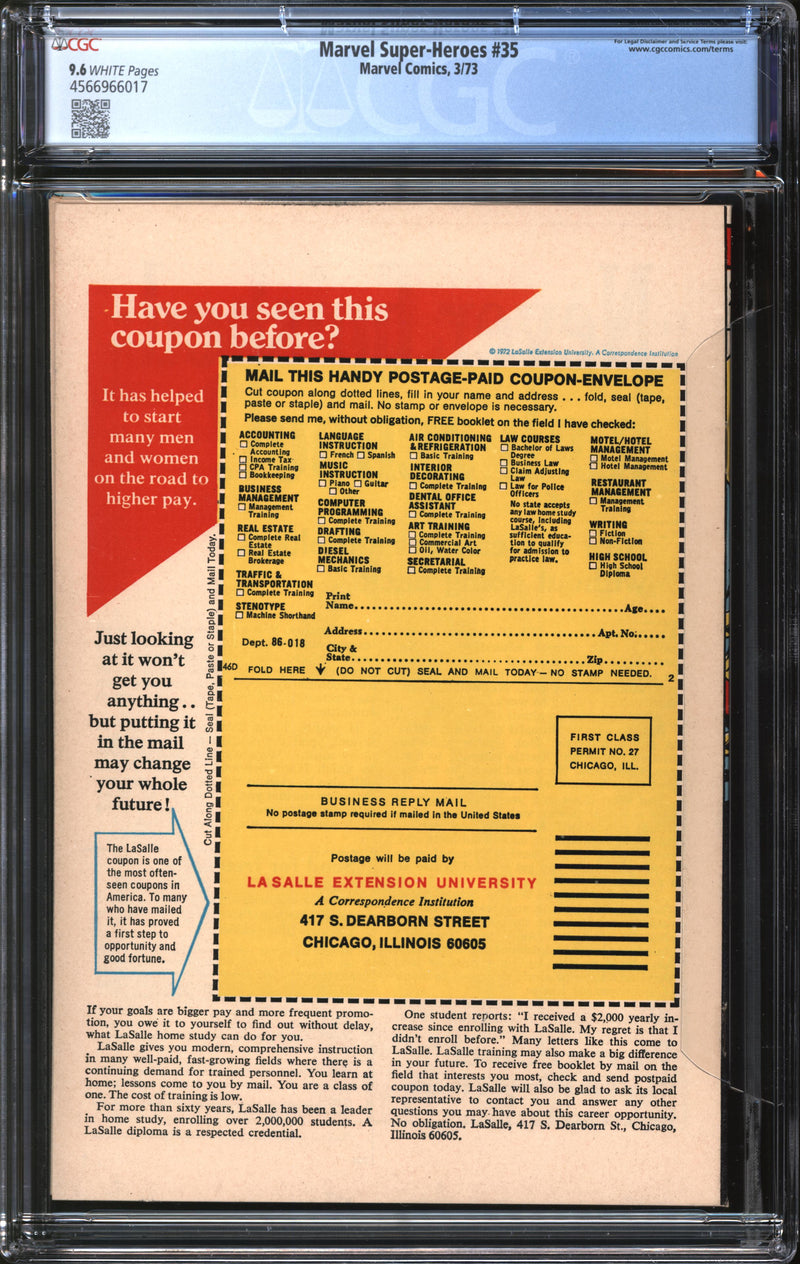 CGC
9.6 WHITE Pages
4566966017
Marvel Super-Heroes #35
Marvel Comics, 3/73
For Legal Disclaimer and Service Terms please visit:
www.cgccomics.com/terms
CGC
Have you seen this
coupon before?
It has helped
to start
many men
and women
on the road to
higher pay.
© 1972 LaSalle Extension University. A Correspondence Institution
MAIL THIS HANDY POSTAGE-PAID COUPON-ENVELOPE
Cut coupon along dotted lines, fill in your name and address . . . fold, seal (tape,
paste or staple) and mail. No stamp or envelope is necessary.
Please send me, without obligation, FREE booklet on the field I have checked:
ACCOUNTING
☐ Complete
Accounting
☐ Income Tax
☐ CPA Training
☐ Bookkeeping
BUSINESS
MANAGEMENT
☐ Management
Training
REAL ESTATE
☐ Complete Real
Estate
☐ Real Estate
Brokerage
TRAFFIC &
TRANSPORTATION
☐ Complete Training
STENOTYPE
☐ Machine Shorthand
LANGUAGE
INSTRUCTION
☐ French ☐ Spanish
MUSIC
INSTRUCTION
☐ Piano ☐ Guitar
☐ Other
COMPUTER
PROGRAMMING
☐ Complete Training
DRAFTING
☐ Complete Training
DIESEL
MECHANICS
☐ Basic Training
AIR CONDITIONING
& REFRIGERATION
☐ Basic Training
INTERIOR
DECORATING
☐ Complete Training
DENTAL OFFICE
ASSISTANT
☐ Complete Training
ART TRAINING
☐ Complete Training
☐ Commercial Art
☐ Oil, Water Color
SECRETARIAL
☐ Complete Training
LAW COURSES
☐ Bachelor of Laws
Degree
☐ Business Law
☐ Claim Adjusting
Law
☐ Law for Police
Officers
No state accepts
any law home study
course, including
LaSalle's, as
sufficient educa-
tion to qualify
for admission to
practice law.
MOTEL/HOTEL
MANAGEMENT
☐ Motel Management
☐ Hotel Management
RESTAURANT
MANAGEMENT
☐ Management
Training
WRITING
☐ Fiction
☐ Non-Fiction
HIGH SCHOOL
☐ High School
Diploma
Print
Name.....Age....
Address.....Apt. No:.....
Dept. 86-018
City &
State.....Zip..........
46D FOLD HERE ↓ (DO NOT CUT) SEAL AND MAIL TODAY — NO STAMP NEEDED. 2
Cut Along Dotted Line — Seal (Tape, Paste or Staple) and Mail Today.
Just looking
at it won't
get you
anything . .
but putting it
in the mail
may change
your whole
future!
The LaSalle
coupon is one of
the most often-
seen coupons in
America. To many
who have mailed
it, it has proved
a first step to
opportunity and
good fortune.
FIRST CLASS
PERMIT NO. 27
CHICAGO, ILL.
BUSINESS REPLY MAIL
No postage stamp required if mailed in the United States
Postage will be paid by
LA SALLE EXTENSION UNIVERSITY
A Correspondence Institution
417 S. DEARBORN STREET
CHICAGO, ILLINOIS 60605
If your goals are bigger pay and more frequent promo-
tion, you owe it to yourself to find out without delay,
what LaSalle home study can do for you.
LaSalle gives you modern, comprehensive instruction
in many well-paid, fast-growing fields where there is a
continuing demand for trained personnel. You learn at
home; lessons come to you by mail. You are a class of
one. The cost of training is low.
For more than sixty years, LaSalle has been a leader
in home study, enrolling over 2,000,000 students. A
LaSalle diploma is a respected credential.
One student reports: "I received a $2,000 yearly in-
crease since enrolling with LaSalle. My regret is that I
didn't enroll before." Many letters like this come to
LaSalle. LaSalle training may also make a big difference
in your future. To receive free booklet by mail on the
field that interests you most, check and send postpaid
coupon today. LaSalle will also be glad to ask its local
representative to contact you and answer any other
questions you may have about this career opportunity.
No obligation. LaSalle, 417 S. Dearborn St., Chicago,
Illinois 60605.